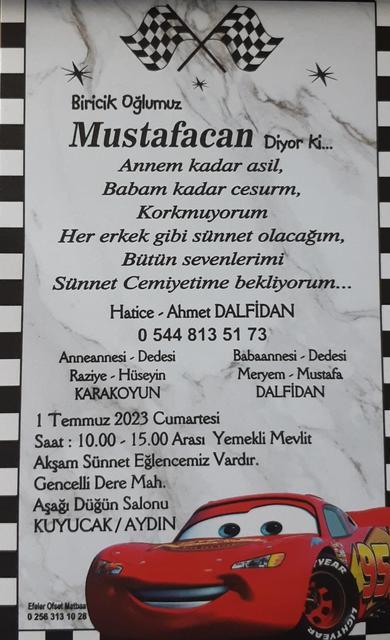 Biricik Oğlumuz
Mustafacan Diyor Ki...
Annem kadar asil,
Babam kadar cesurm,
Korkmuyorum
Her erkek gibi sünnet olacağım,
Bütün sevenlerimi
Sünnet Cemiyetime bekliyorum...
Hatice - Ahmet DALFİDAN
0 544 813 51 73
Anneannesi - Dedesi
Raziye - Hüseyin
KARAKOYUN
Babaannesi - Dedesi
Meryem - Mustafa
DALFİDAN
1 Temmuz 2023 Cumartesi
Saat : 10.00 - 15.00 Arası Yemekli Mevlit
Akşam Sünnet Eğlencemiz Vardır.
Gencelli Dere Mah.
Aşağı Düğün Salonu
KUYUCAK / AYDIN
Efeler Ofset Matbaa
0 256 313 10 28
95
LIGHTYEAR